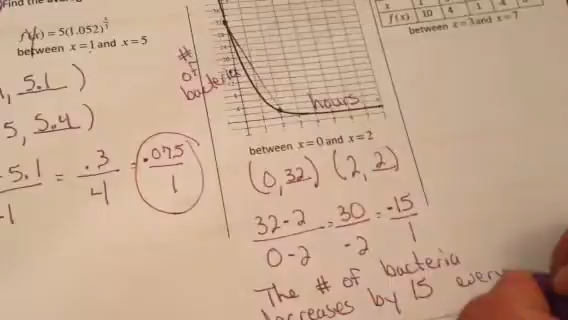 Find the
f(x) = 5(1.052)^{x/3}
between x = 1 and x = 5
, 5.1 )
5, 5.4 )
- 5.1 / -1 = .3 / 4 = .075 / 1
# of bacteria
hours
between x = 0 and x = 2
(0, 32) (2, 2)
32-2 / 0-2 = 30 / -2 = -15 / 1
The # of bacteria
decreases by 15 every
x
f(x) 10 4
between x = 3 and x = 7